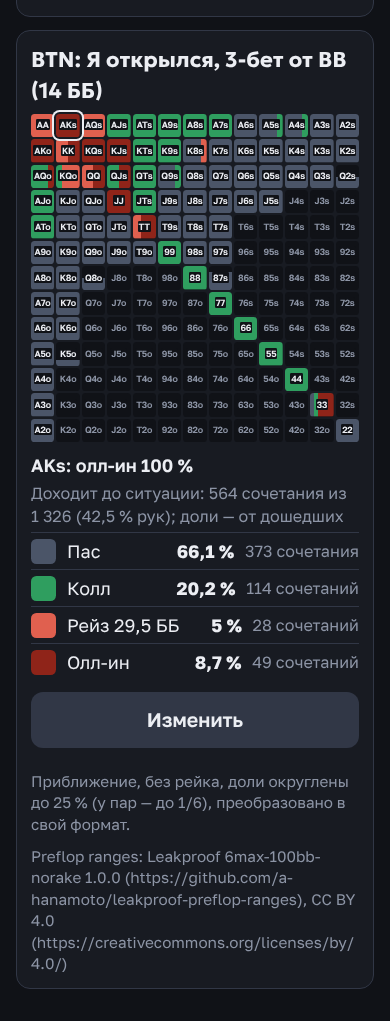 BTN: Я открылся, 3-бет от BB
(14 ББ)
AA AKs AQs AJs ATs A9s A8s A7s A6s A5s A4s A3s A2s
AKo KK KQs KJs KTs K9s K8s K7s K6s K5s K4s K3s K2s
AQo KQo QQ QJs QTs Q9s Q8s Q7s Q6s Q5s Q4s Q3s Q2s
AJo KJo QJo JJ JTs J9s J8s J7s J6s J5s J4s J3s J2s
ATo KTo QTo JTo TT T9s T8s T7s T6s T5s T4s T3s T2s
A9o K9o Q9o J9o T9o 99 98s 97s 96s 95s 94s 93s 92s
A8o K8o Q8o J8o T8o 98o 88 87s 86s 85s 84s 83s 82s
A7o K7o Q7o J7o T7o 97o 87o 77 76s 75s 74s 73s 72s
A6o K6o Q6o J6o T6o 96o 86o 76o 66 65s 64s 63s 62s
A5o K5o Q5o J5o T5o 95o 85o 75o 65o 55 54s 53s 52s
A4o K4o Q4o J4o T4o 94o 84o 74o 64o 54o 44 43s 42s
A3o K3o Q3o J3o T3o 93o 83o 73o 63o 53o 43o 33 32s
A2o K2o Q2o J2o T2o 92o 82o 72o 62o 52o 42o 32o 22
AKs: олл-ин 100 %
Доходит до ситуации: 564 сочетания из
1 326 (42,5 % рук); доли — от дошедших
Пас 66,1 % 373 сочетания
Колл 20,2 % 114 сочетаний
Рейз 29,5 ББ 5 % 28 сочетаний
Олл-ин 8,7 % 49 сочетаний
Изменить
Приближение, без рейка, доли округлены
до 25 % (у пар — до 1/6), преобразовано в
свой формат.
Preflop ranges: Leakproof 6max-100bb-
norake 1.0.0 (https://github.com/a-
hanamoto/leakproof-preflop-ranges), CC BY
4.0
(https://creativecommons.org/licenses/by/
4.0/)